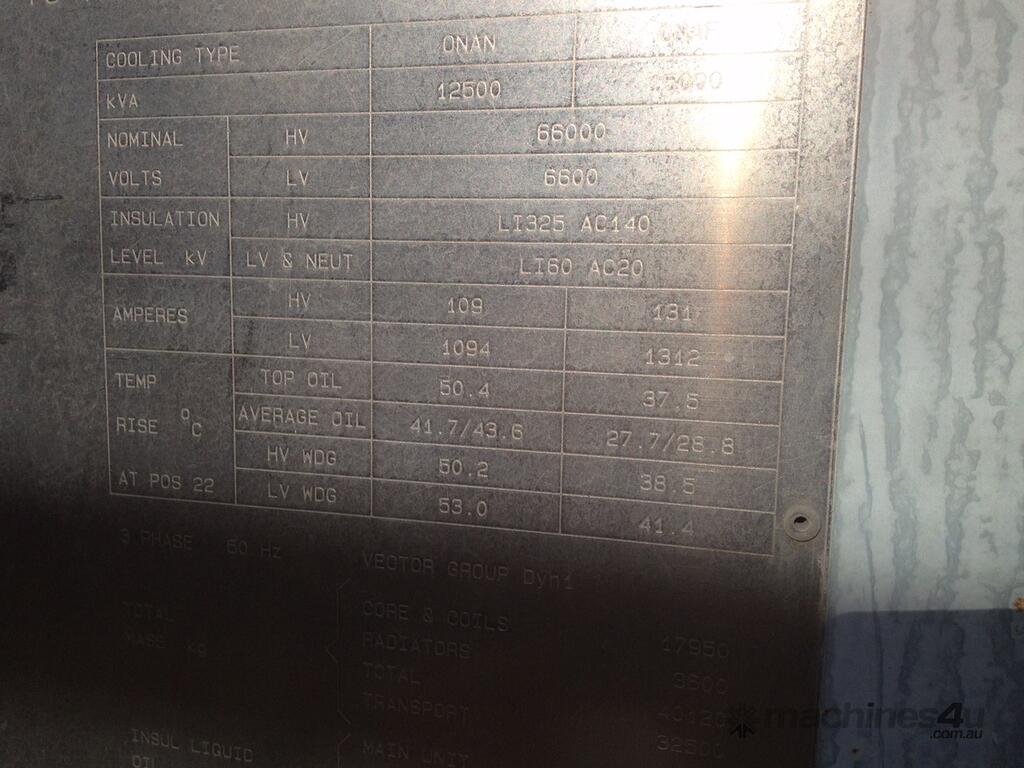 COOLING TYPE ONAN
kVA 12500
NOMINAL HV 66000
VOLTS LV 6600
INSULATION HV LI325 AC140
LEVEL kV LV & NEUT LI60 AC20
AMPERES HV 109 131
LV 1094 1312
TEMP TOP OIL 50.4 37.5
RISE °C AVERAGE OIL 41.7/43.6 27.7/28.8
HV WDG 50.2 38.5
AT POS 22 LV WDG 53.0 41.4
3 PHASE 50 HZ VECTOR GROUP Dyn1
TOTAL CORE & COILS 17950
MASE kg RADIATORS 3600
TOTAL 43120
TRANSPORT 32500
INSUL LIQUID MAIN UNIT
OIL
machines4u
.com.au